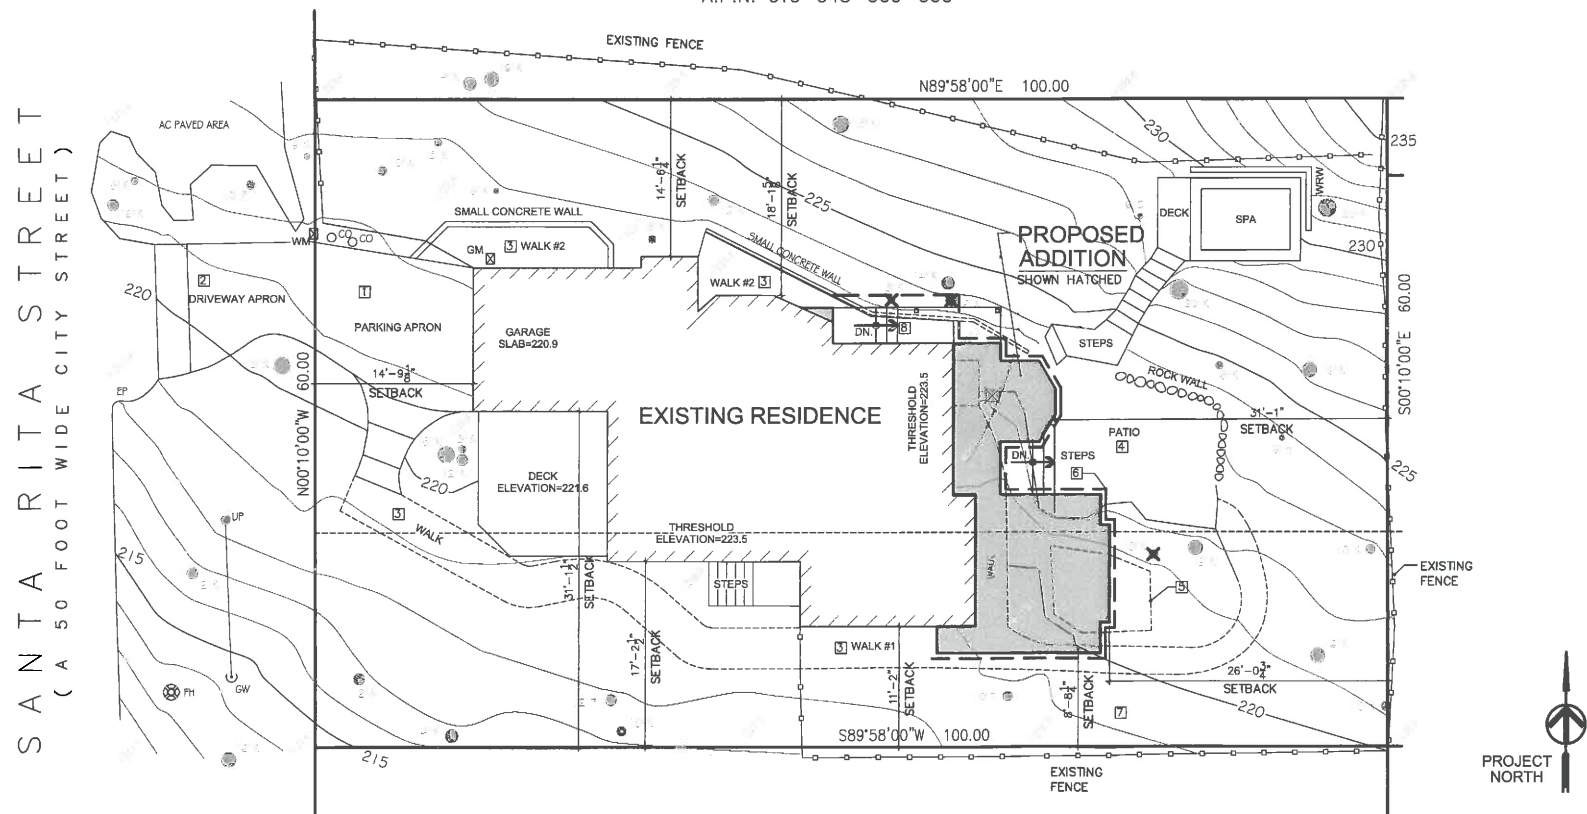 EXISTING FENCE
N89°58'00"E 100.00
SANTA RITA STREET
( A 50 FOOT WIDE CITY STREET )
AC PAVED AREA
230
235
14'-6¼"
SETBACK
SETBACK
225
WRW
DECK
SPA
SMALL CONCRETE WALL
WM
CO
CO
GM
3 WALK #2
SMALL CONCRETE WALL
PROPOSED
ADDITION
SHOWN HATCHED
230
2
DRIVEWAY APRON
220
1
PARKING APRON
WALK #2 3
GARAGE
SLAB=220.9
DN.
8
STEPS
60.00
S00°10'00"E
60.00
N00°10'00"W
14'-9⅛"
SETBACK
ROCK WALL
EP
EXISTING RESIDENCE
THRESHOLD
ELEVATION=223.5
31'-1"
SETBACK
PATIO
4
DN.
STEPS
6
225
220
DECK
ELEVATION=221.6
3
WALK
UP
THRESHOLD
ELEVATION=223.5
215
31'-1½"
SETBACK
STEPS
WALK
5
EXISTING
FENCE
17'-2½"
SETBACK
3 WALK #1
11'-2"
SETBACK
8'-8½"
SETBACK
26'-0¾"
SETBACK
220
7
FH
GW
S89°58'00"W 100.00
215
EXISTING
FENCE
PROJECT
NORTH